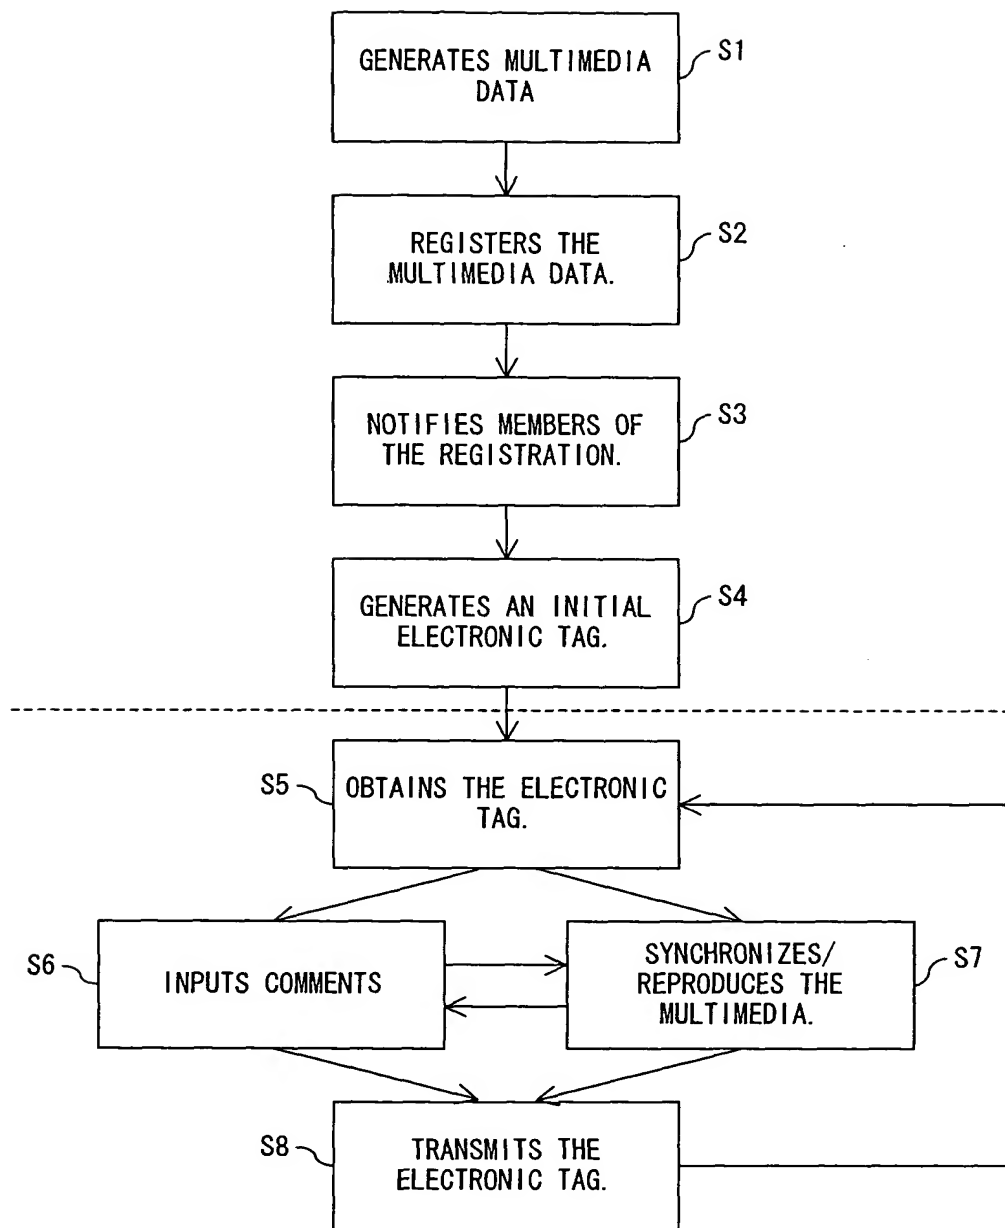 GENERATES MULTIMEDIA
DATA
S1
REGISTERS THE
MULTIMEDIA DATA.
S2
NOTIFIES MEMBERS OF
THE REGISTRATION.
S3
GENERATES AN INITIAL
ELECTRONIC TAG.
S4
S5
OBTAINS THE ELECTRONIC
TAG.
S6
INPUTS COMMENTS
SYNCHRONIZES/
REPRODUCES THE
MULTIMEDIA.
S7
S8
TRANSMITS THE
ELECTRONIC TAG.